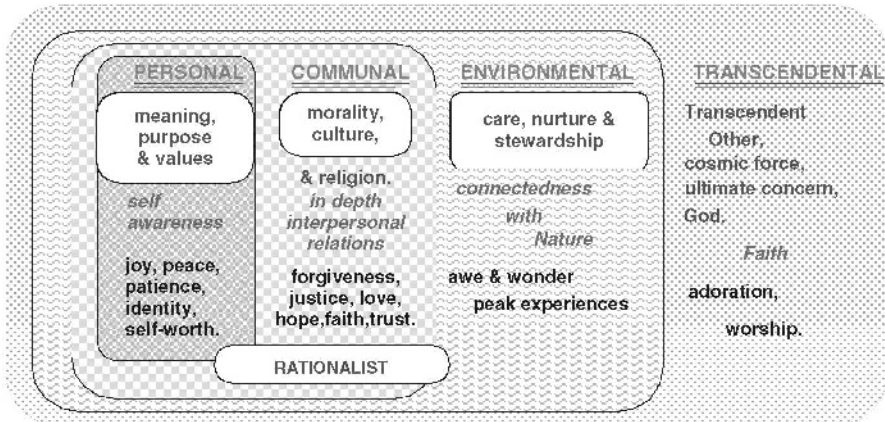 PERSONAL
meaning,
purpose
& values
self
awareness
joy, peace,
patience,
identity,
self-worth.
COMMUNAL
morality,
culture,
& religion.
in depth
interpersonal
relations
forgiveness,
justice, love,
hope,faith,trust.
ENVIRONMENTAL
care, nurture &
stewardship
connectedness
with
Nature
awe & wonder
peak experiences
TRANSCENDENTAL
Transcendent
Other,
cosmic force,
ultimate concern,
God.
Faith
adoration,
worship.
RATIONALIST